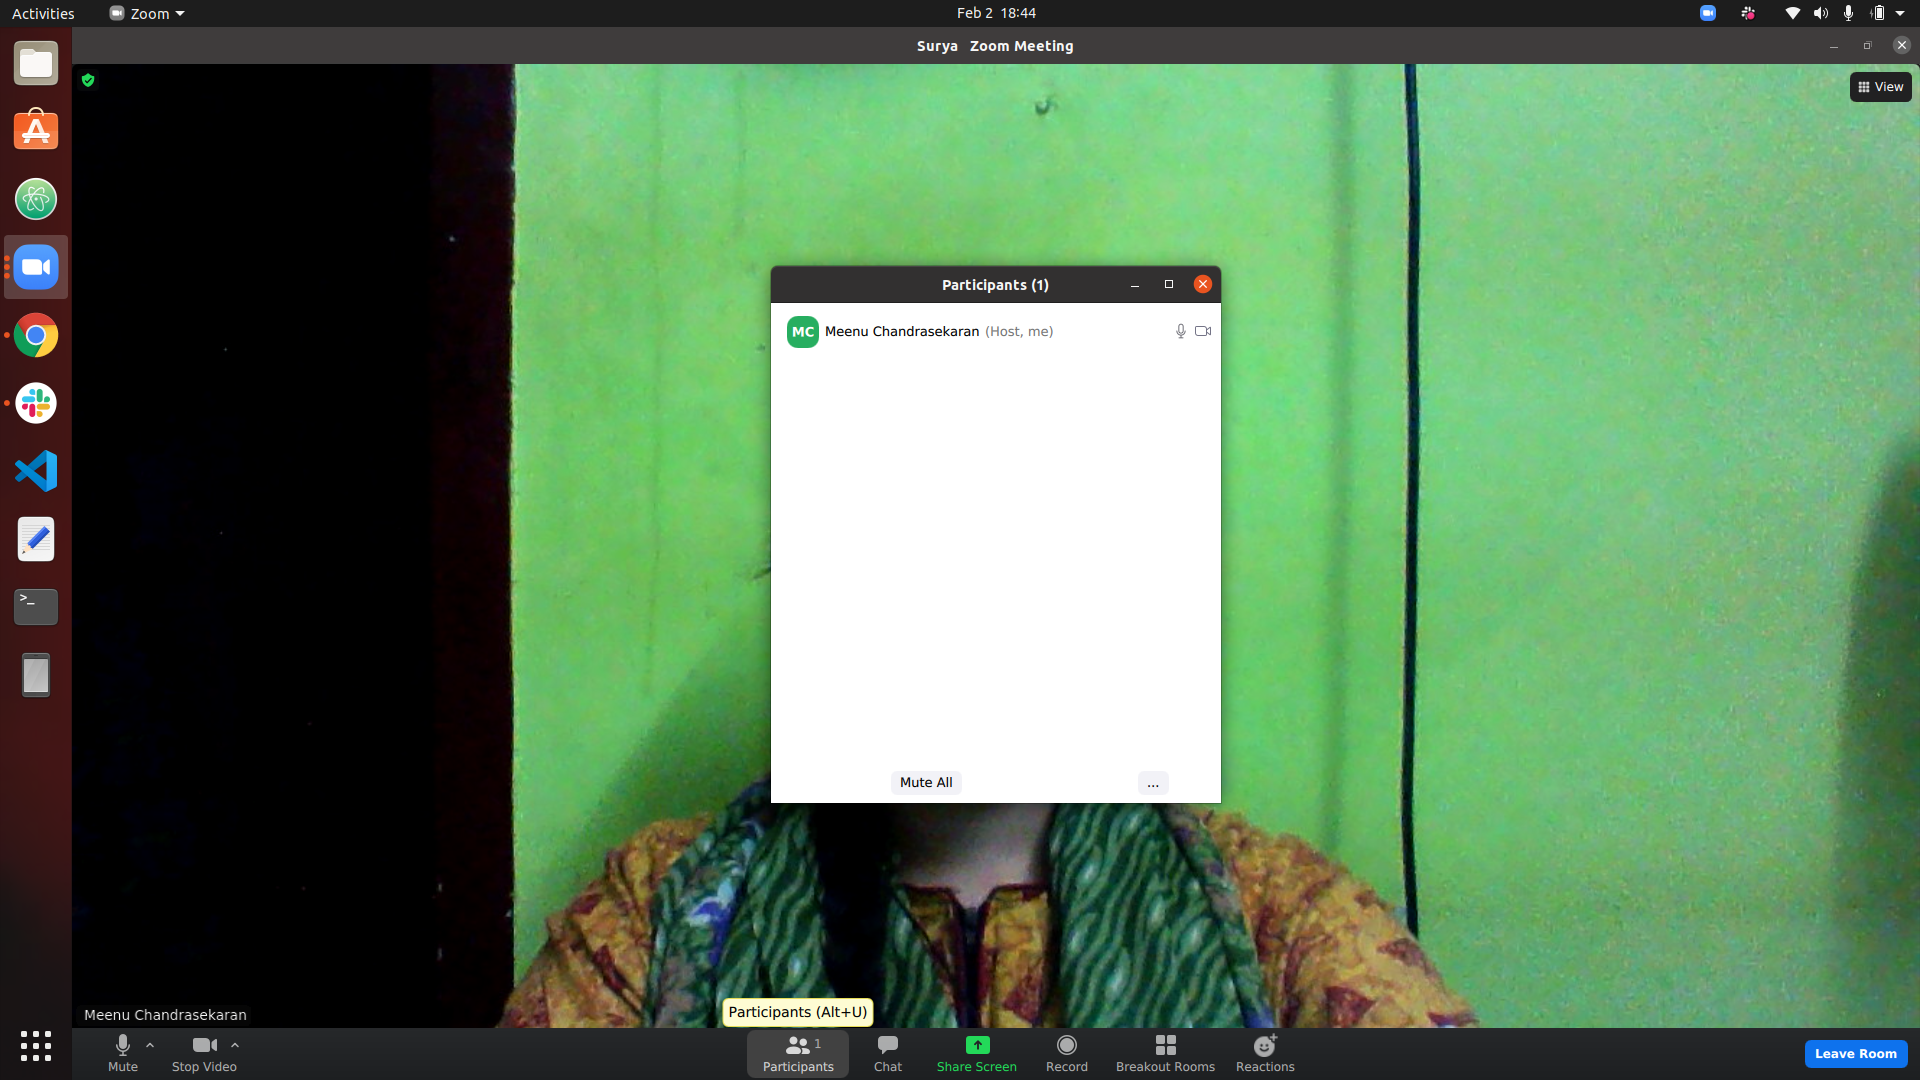 Activities
Zoom
Feb 2 18:44
Surya Zoom Meeting
View
Participants (1)
MC
Meenu Chandrasekaran (Host, me)
>_
Mute All
...
Participants (Alt+U)
Meenu Chandrasekaran
1
Mute
Stop Video
Participants
Chat
Share Screen
Record
Breakout Rooms
Reactions
Leave Room